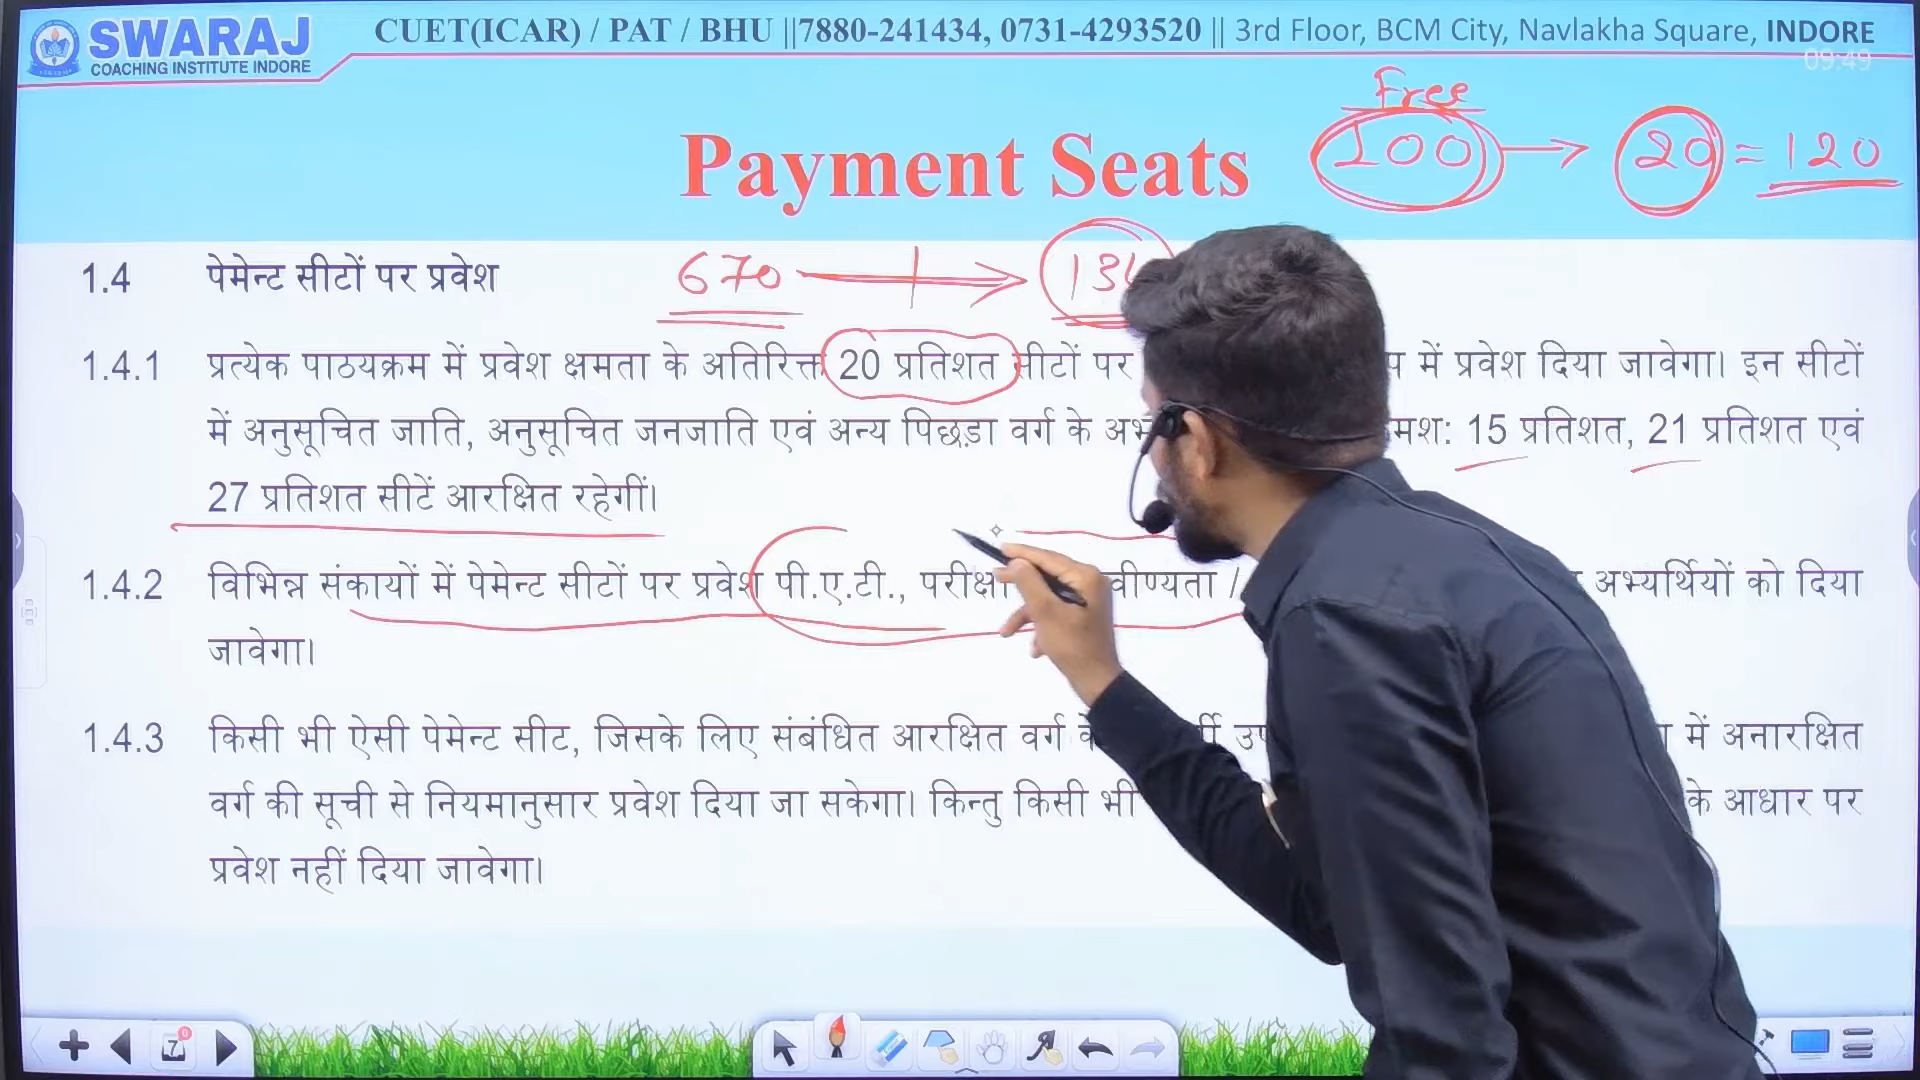 SWARAJ
COACHING INSTITUTE INDORE
CUET(ICAR) / PAT / BHU ||7880-241434, 0731-4293520 || 3rd Floor, BCM City, Navlakha Square, INDORE
09:49
Free
Payment Seats
100 → 20 = 120
1.4 पेमेन्ट सीटों पर प्रवेश
670
1.4.1 प्रत्येक पाठयक्रम में प्रवेश क्षमता के अतिरिक्त 20 प्रतिशत सीटों पर में प्रवेश दिया जावेगा। इन सीटों
में अनुसूचित जाति, अनुसूचित जनजाति एवं अन्य पिछड़ा वर्ग के 15 प्रतिशत, 21 प्रतिशत एवं
27 प्रतिशत सीटें आरक्षित रहेगीं।
1.4.2 विभिन्न संकायों में पेमेन्ट सीटों पर प्रवेश पी.ए.टी., / अभ्यर्थियों को दिया
जावेगा।
1.4.3 किसी भी ऐसी पेमेन्ट सीट, जिसके लिए संबंधित आरक्षित वर्ग में अनारक्षित
वर्ग की सूची से नियमानुसार प्रवेश दिया जा सकेगा। किन्तु किसी भी के आधार पर
प्रवेश नहीं दिया जावेगा।
7